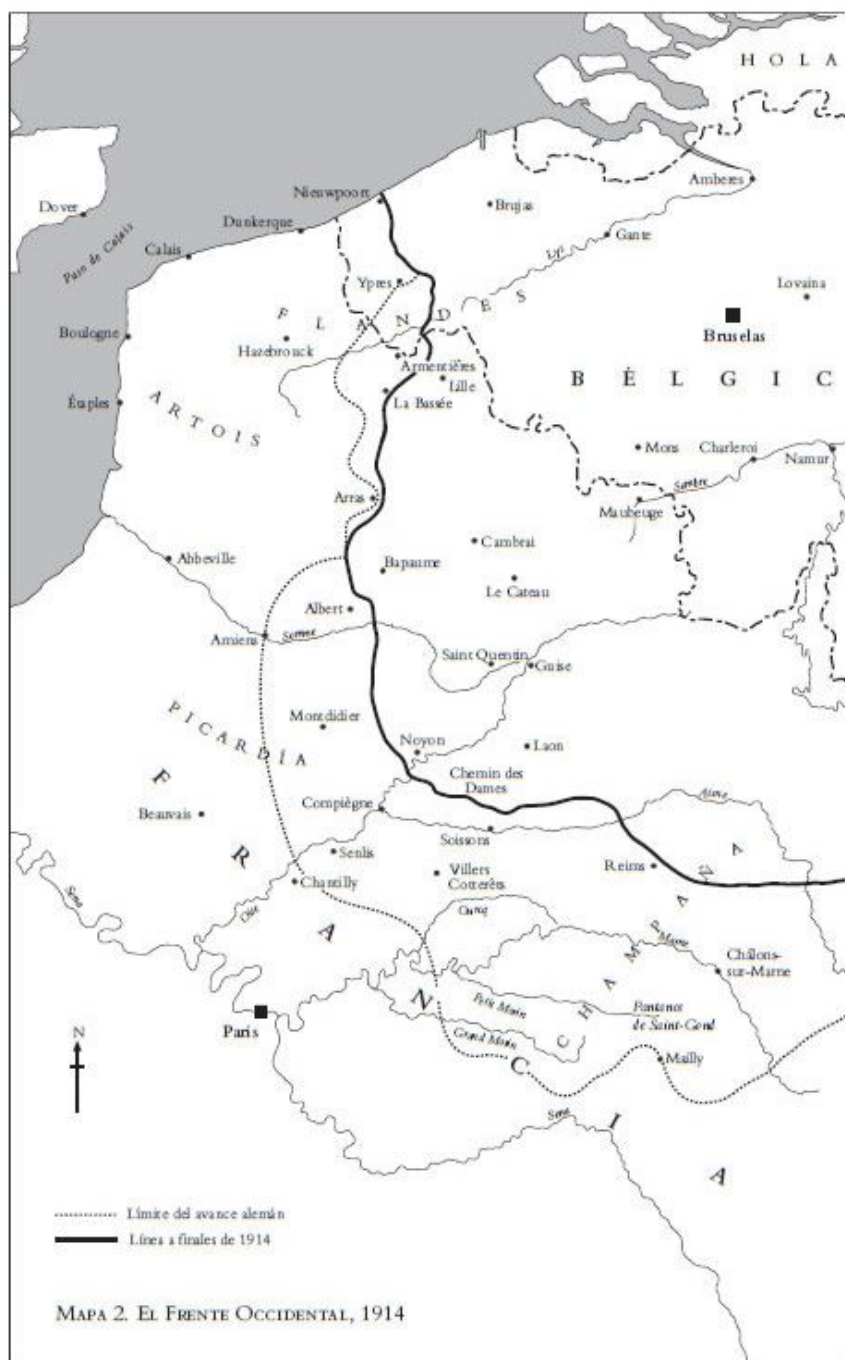 HOLA
Amberes
Nieuwpoort
Brujas
Dover
Dunkerque
Gante
Calais
Paso de Calais
Lys
Ypres
Lovaina
FLANDES
Bruselas
Boulogne
Hazebrouck
Armentières
Lille
BÉLGIC
La Bassée
Étaples
ARTOIS
Mons
Charleroi
Namur
Sambre
Arras
Maubeuge
Cambrai
Abbeville
Bapaume
Le Cateau
Albert
Amiens
Somme
Saint Quentin
Guise
Montdidier
PICARDÍA
Noyon
Laon
Chemin des
Dames
Compiègne
Aisne
Beauvais
Soissons
Senlis
Reims
Villers
Cotterêts
Chantilly
Sena
Oise
Ourcq
Marne
Châlons-
sur-Marne
CHAMPAÑA
Petit Morin
Pantanos
de Saint-Gond
París
Grand Morin
Mailly
N
FRANCIA
Sena
Límite del avance alemán
Línea a finales de 1914
MAPA 2. EL FRENTE OCCIDENTAL, 1914